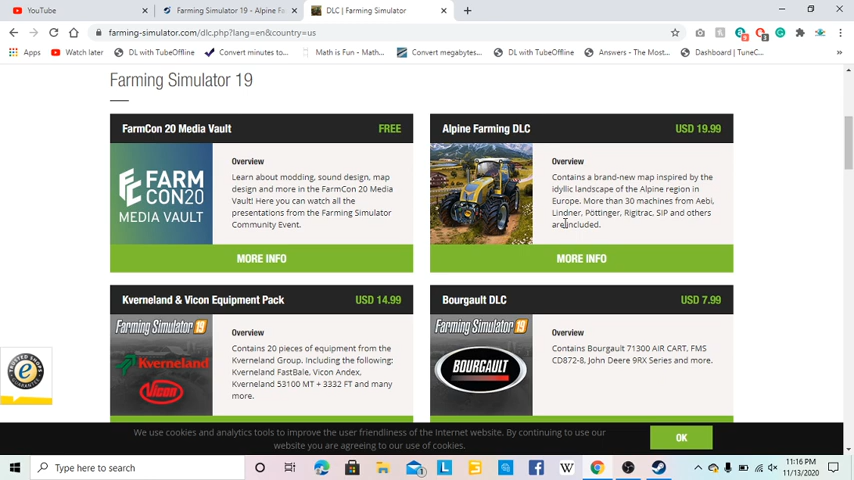 YouTube
Farming Simulator 19 - Alpine Fa
DLC | Farming Simulator
farming-simulator.com/dlc.php?lang=en&country=us
Apps
Watch later
DL with TubeOffline
Convert minutes to...
Math is Fun - Math...
Convert megabytes...
DL with TubeOffline
Answers - The Most...
Dashboard | TuneC...
Farming Simulator 19
FarmCon 20 Media Vault
FREE
FARM
CON20
MEDIA VAULT
Overview
Learn about modding, sound design, map
design and more in the FarmCon 20 Media
Vault! Here you can watch all the
presentations from the Farming Simulator
Community Event.
MORE INFO
Alpine Farming DLC
USD 19.99
Overview
Contains a brand-new map inspired by the
idyllic landscape of the Alpine region in
Europe. More than 30 machines from Aebi,
Lindner, Pöttinger, Rigitrac, SIP and others
are included.
MORE INFO
Kverneland & Vicon Equipment Pack
USD 14.99
FARMING SIMULATOR 19
Kverneland
Vicon
Overview
Contains 20 pieces of equipment from the
Kverneland Group. Including the following:
Kverneland FastBale, Vicon Andex,
Kverneland 53100 MT + 3332 FT and many
more.
Bourgault DLC
USD 7.99
FARMING SIMULATOR 19
BOURGAULT
Overview
Contains Bourgault 71300 AIR CART, FMS
CD872-8, John Deere 9RX Series and more.
We use cookies and analytics tools to improve the user friendliness of the Internet website. By continuing to use our
website you are agreeing to our use of cookies.
OK
Type here to search
11:16 PM
11/13/2020